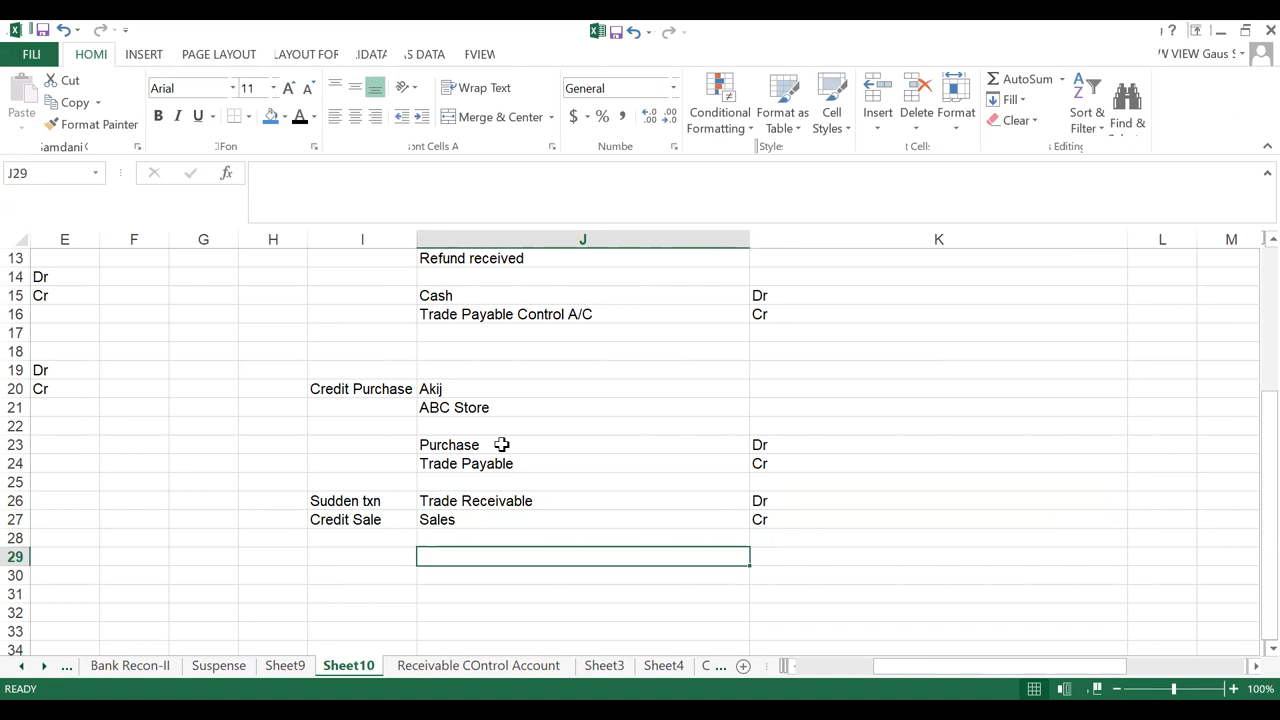 FILI HOMI INSERT PAGE LAYOUT LAYOUT FOR IDATA S DATA FVIEW W VIEW Gaus S
Cut
Copy
Format Painter
Paste
Arial 11
B I U A
Wrap Text
Merge & Center
General
$ % ,
Conditional Formatting
Format as Table
Cell Styles
Insert Delete Format
AutoSum
Fill
Clear
Sort & Filter
Find &
amdani Fon ont Cells A Numbe Styles Cell Editing
J29 fx
E F G H I J K L M
13 Refund received
14 Dr
15 Cr Cash Dr
16 Trade Payable Control A/C Cr
17
18
19 Dr
20 Cr Credit Purchase Akij
21 ABC Store
22
23 Purchase Dr
24 Trade Payable Cr
25
26 Sudden txn Trade Receivable Dr
27 Credit Sale Sales Cr
28
29
30
31
32
33
34
... Bank Recon-II Suspense Sheet9 Sheet10 Receivable COntrol Account Sheet3 Sheet4 C ...
READY 100%